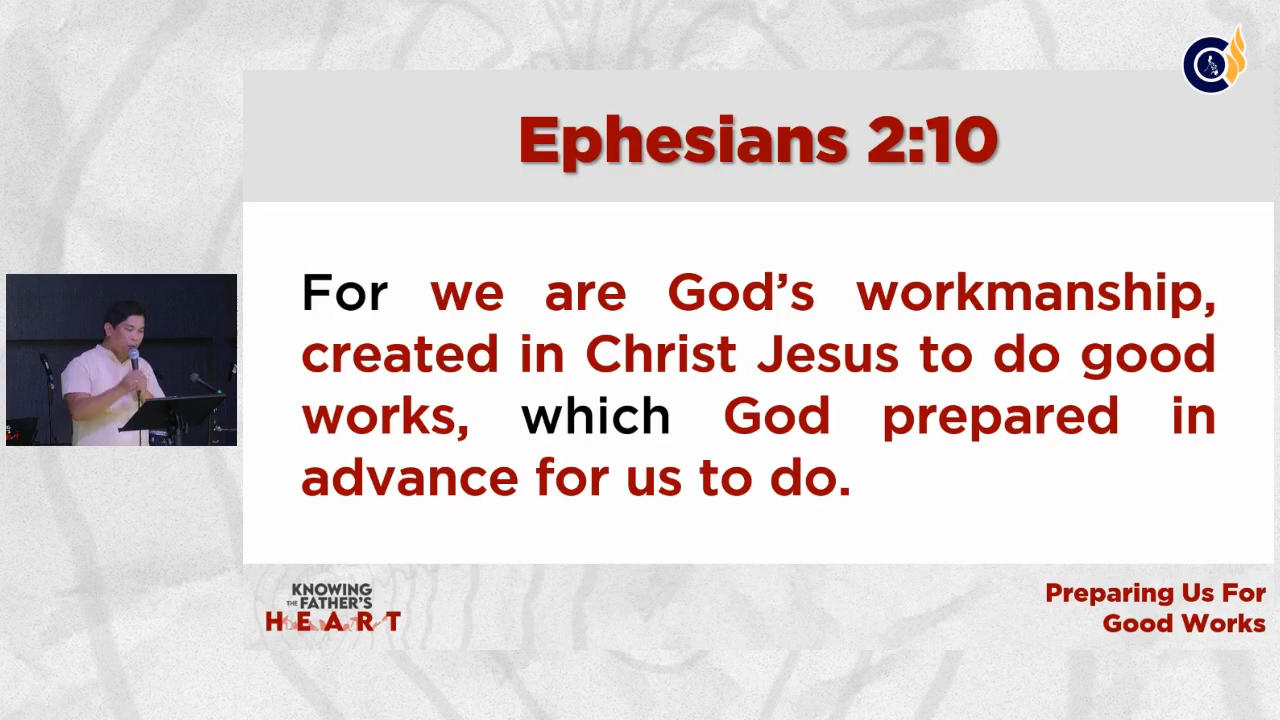 Ephesians 2:10
For we are God’s workmanship,
created in Christ Jesus to do good
works, which God prepared in
advance for us to do.
KNOWING
THE FATHER'S
HEART
Preparing Us For
Good Works